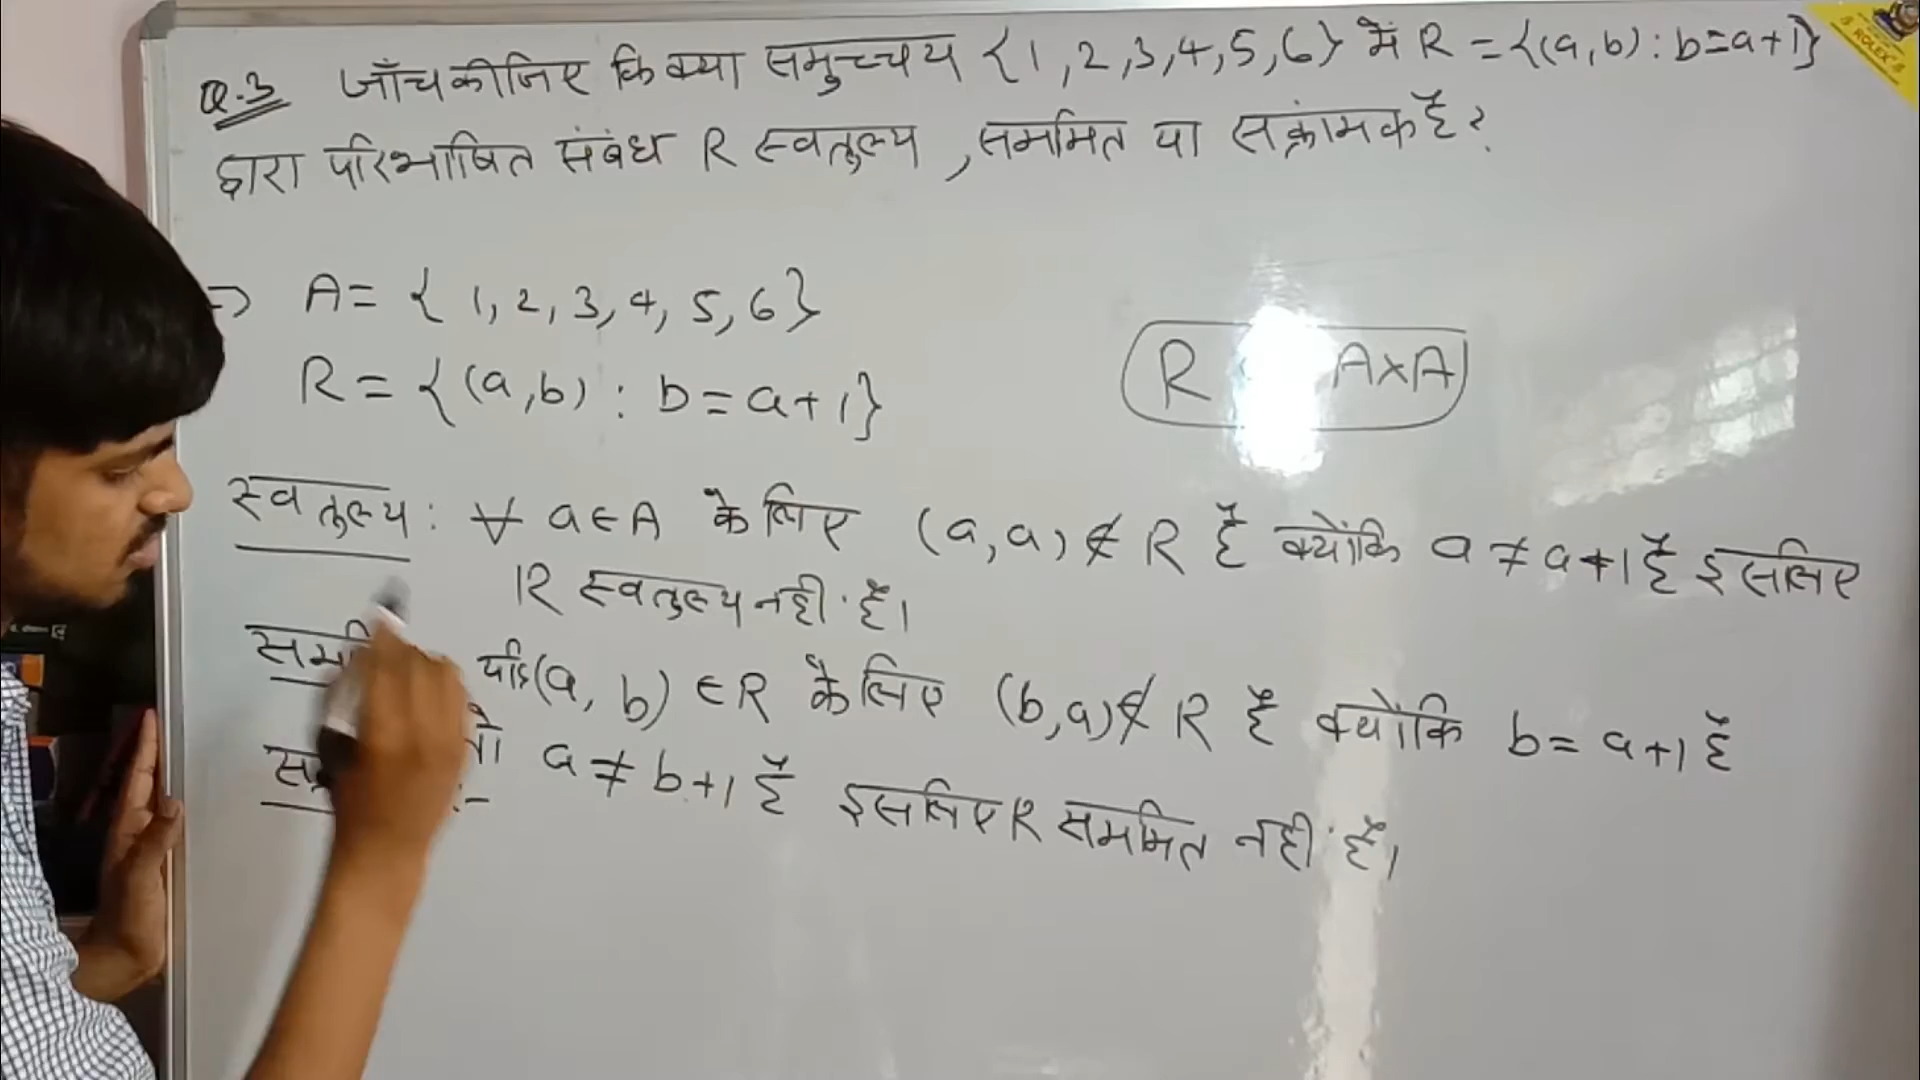 Q.3 जाँच कीजिए कि क्या समुच्चय {1,2,3,4,5,6} में R = {(a,b) : b=a+1}
द्वारा परिभाषित संबंध R स्वतुल्य, सममित या संक्रामक है?
⇒ A = { 1, 2, 3, 4, 5, 6 }
R = { (a,b) : b = a+1 }
R A×A
स्वतुल्य : ∀ a∈A के लिए (a,a) ∉ R है क्योंकि a ≠ a+1 है इसलिए
R स्वतुल्य नहीं है।
यदि (a, b) ∈ R के लिए (b,a) ∉ R है क्योंकि b = a+1 है
तो a ≠ b+1 है इसलिए R सममित नहीं है।
:-
ROLEX